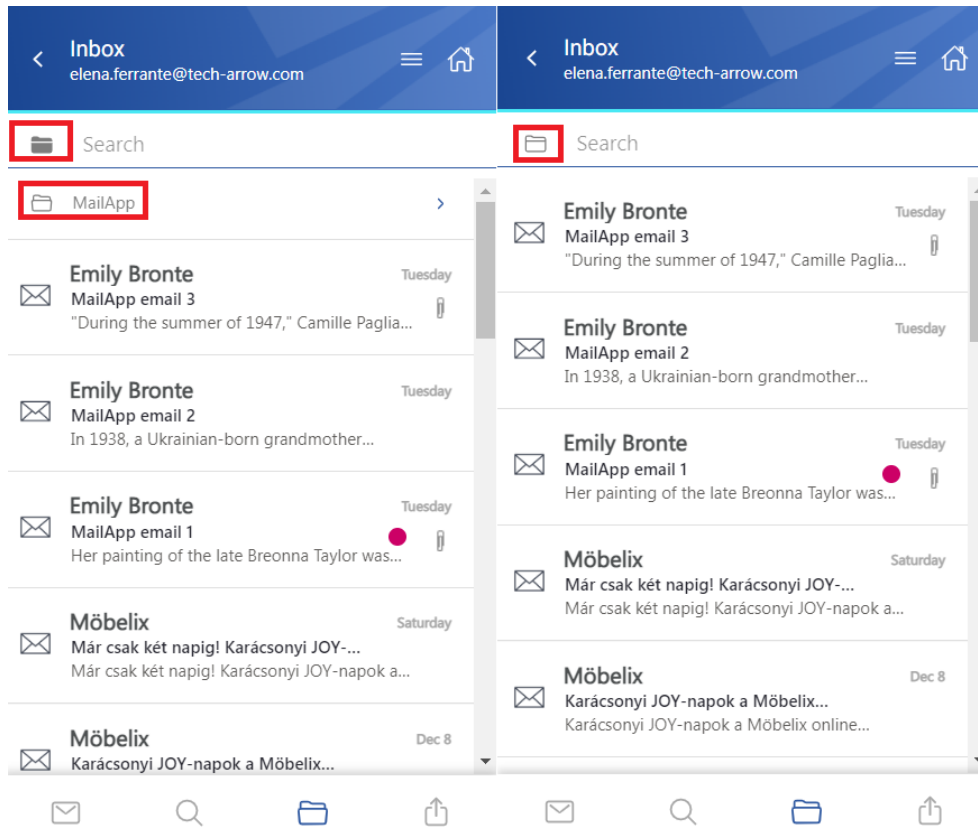 Inbox
elena.ferrante@tech-arrow.com
Search
MailApp
Emily Bronte
Tuesday
MailApp email 3
"During the summer of 1947," Camille Paglia...
Emily Bronte
Tuesday
MailApp email 2
In 1938, a Ukrainian-born grandmother...
Emily Bronte
Tuesday
MailApp email 1
Her painting of the late Breonna Taylor was...
Möbelix
Saturday
Már csak két napig! Karácsonyi JOY-...
Már csak két napig! Karácsonyi JOY-napok a...
Möbelix
Dec 8
Karácsonyi JOY-napok a Möbelix...
Inbox
elena.ferrante@tech-arrow.com
Search
Emily Bronte
Tuesday
MailApp email 3
"During the summer of 1947," Camille Paglia...
Emily Bronte
Tuesday
MailApp email 2
In 1938, a Ukrainian-born grandmother...
Emily Bronte
Tuesday
MailApp email 1
Her painting of the late Breonna Taylor was...
Möbelix
Saturday
Már csak két napig! Karácsonyi JOY-...
Már csak két napig! Karácsonyi JOY-napok a...
Möbelix
Dec 8
Karácsonyi JOY-napok a Möbelix...
Karácsonyi JOY-napok a Möbelix online...